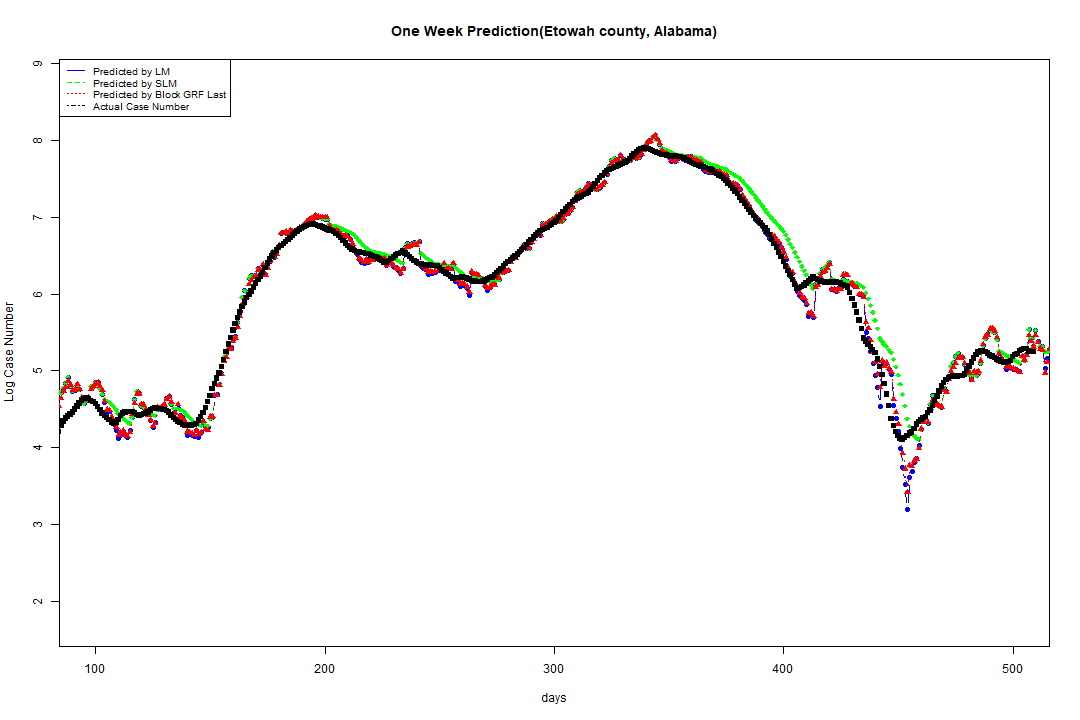 One Week Prediction(Etowah county, Alabama)
Predicted by LM
Predicted by SLM
Predicted by Block GRF Last
Actual Case Number
9
8
7
6
5
4
3
2
Log Case Number
100 200 300 400 500
days